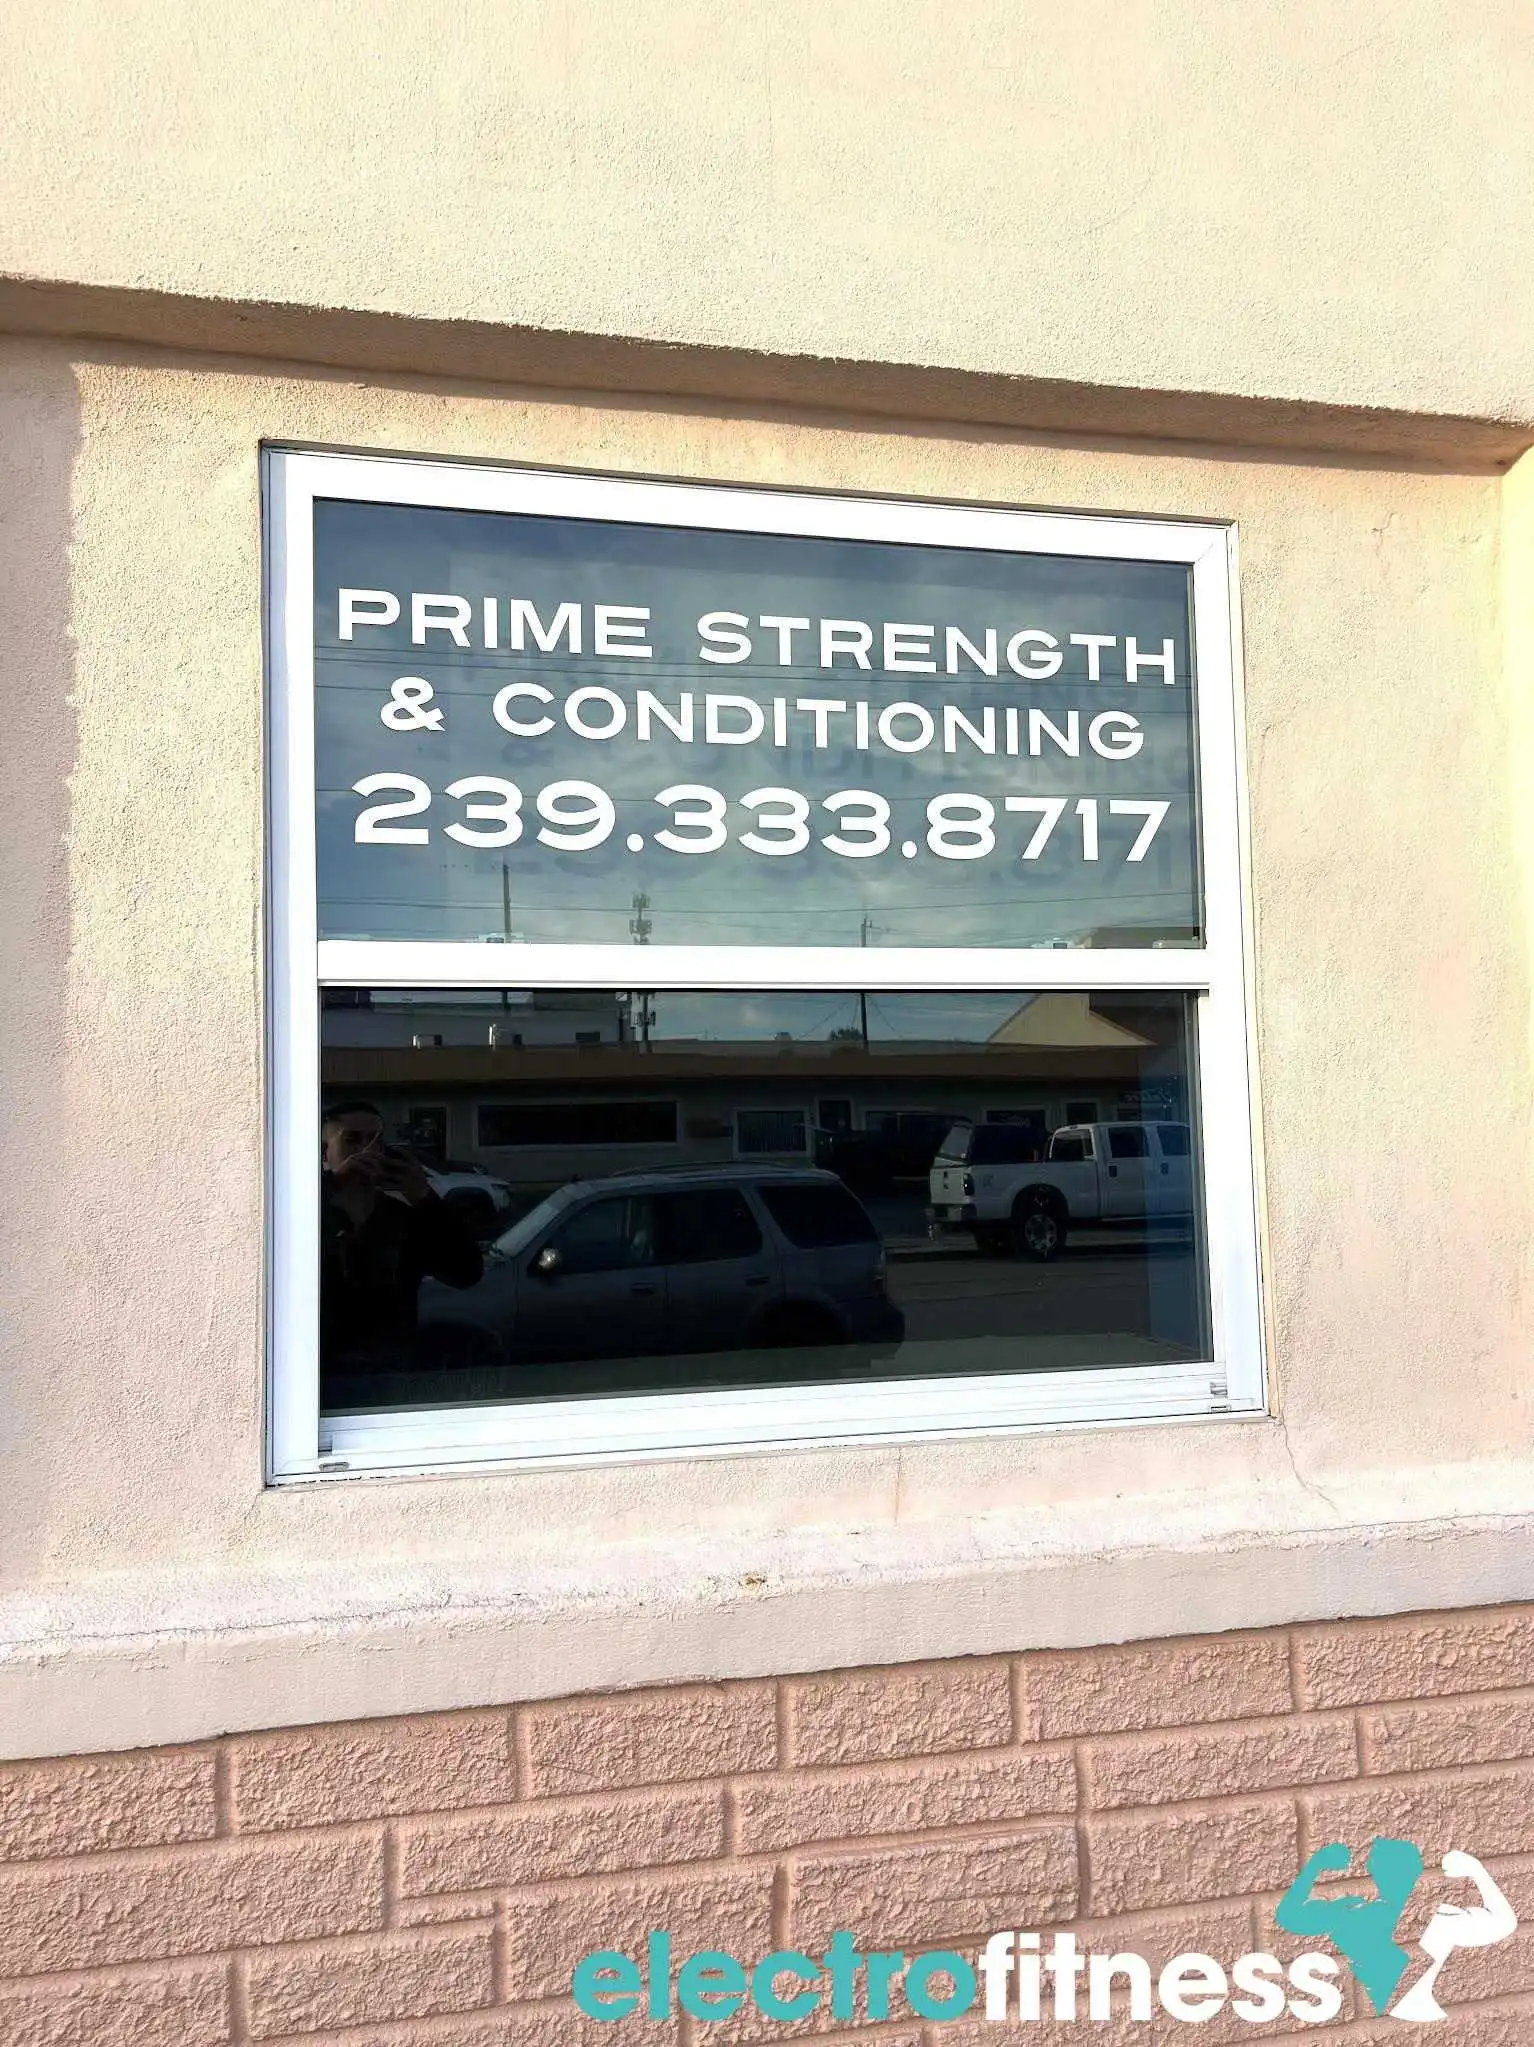 PRIME STRENGTH
& CONDITIONING
239.333.8717
electrofitness